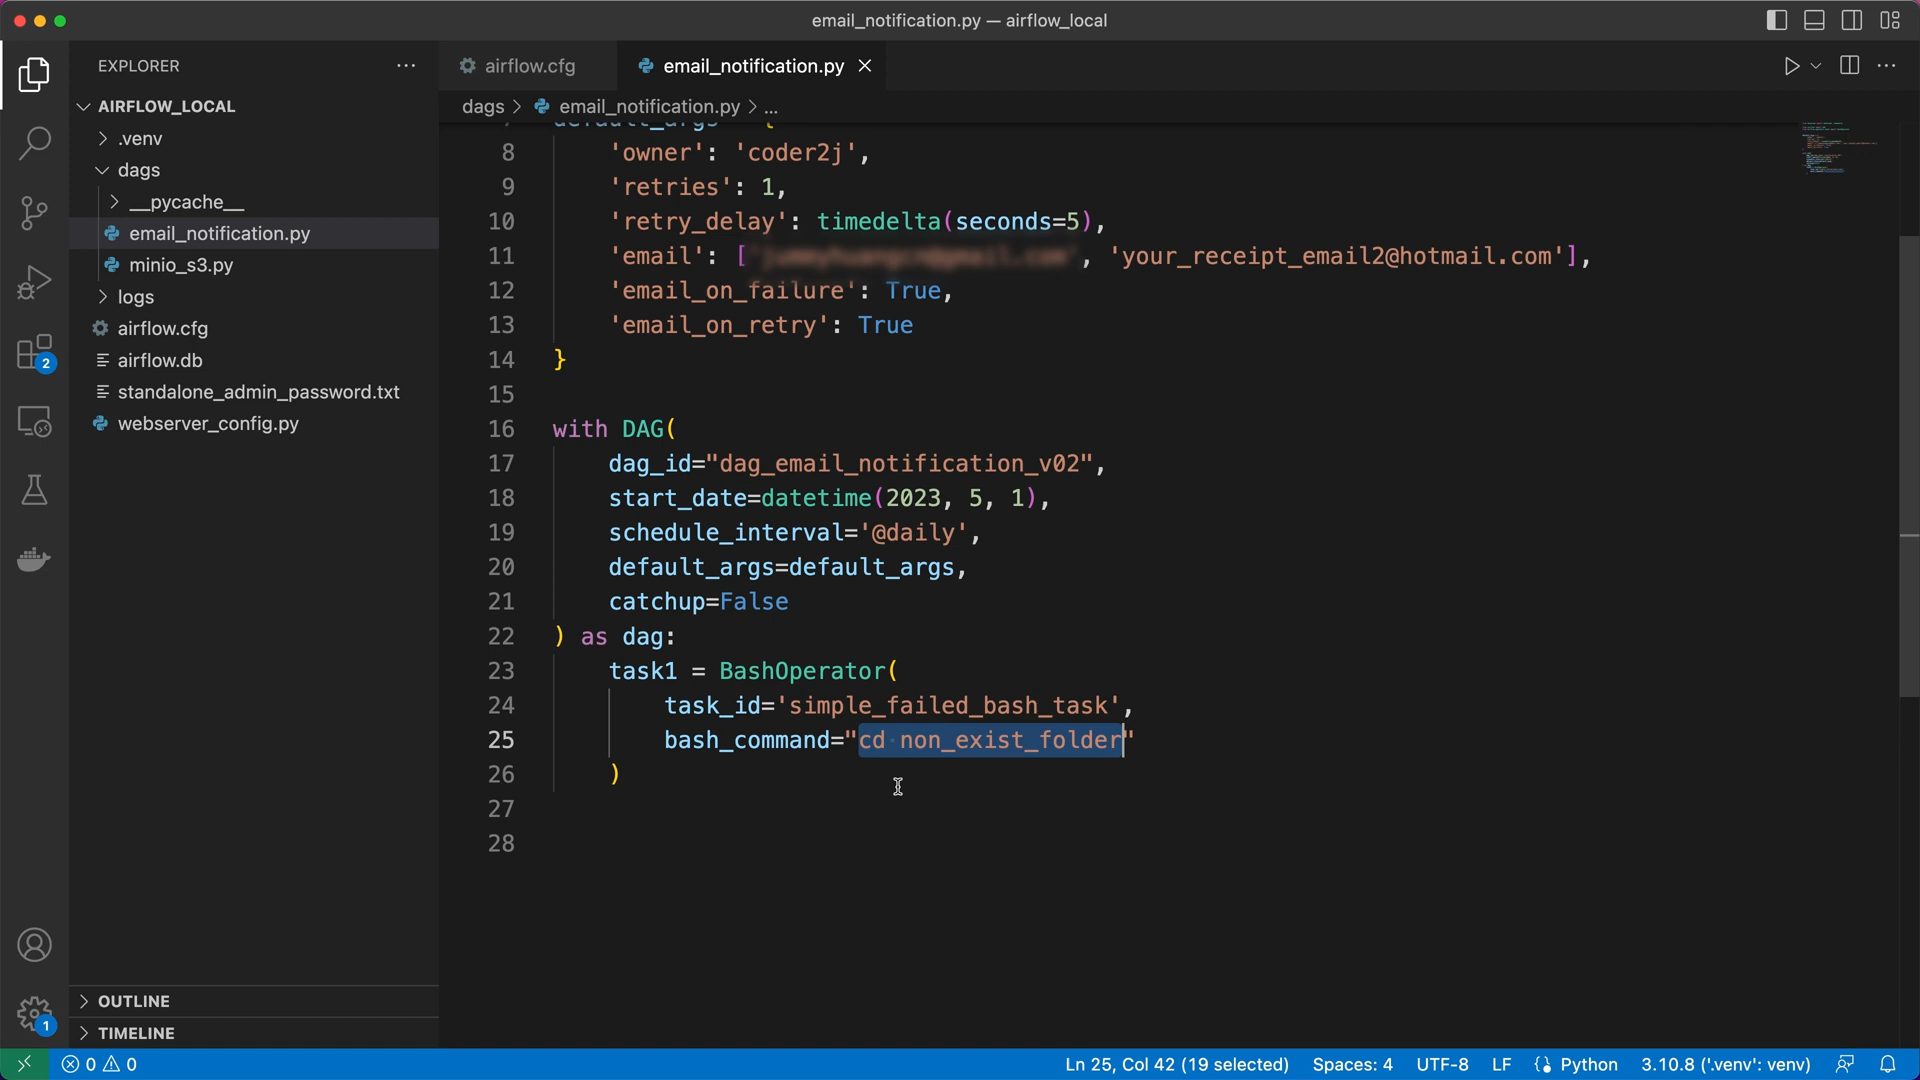 email_notification.py — airflow_local
EXPLORER
AIRFLOW_LOCAL
.venv
dags
__pycache__
email_notification.py
minio_s3.py
logs
airflow.cfg
airflow.db
standalone_admin_password.txt
webserver_config.py
OUTLINE
TIMELINE
2
1
airflow.cfg
email_notification.py
dags > email_notification.py > ...
8 'owner': 'coder2j',
9 'retries': 1,
10 'retry_delay': timedelta(seconds=5),
11 'email': [' ', 'your_receipt_email2@hotmail.com'],
12 'email_on_failure': True,
13 'email_on_retry': True
14 }
15
16 with DAG(
17 dag_id="dag_email_notification_v02",
18 start_date=datetime(2023, 5, 1),
19 schedule_interval='@daily',
20 default_args=default_args,
21 catchup=False
22 ) as dag:
23 task1 = BashOperator(
24 task_id='simple_failed_bash_task',
25 bash_command="cd non_exist_folder"
26 )
27
28
0 0
Ln 25, Col 42 (19 selected) Spaces: 4 UTF-8 LF Python 3.10.8 ('.venv': venv)